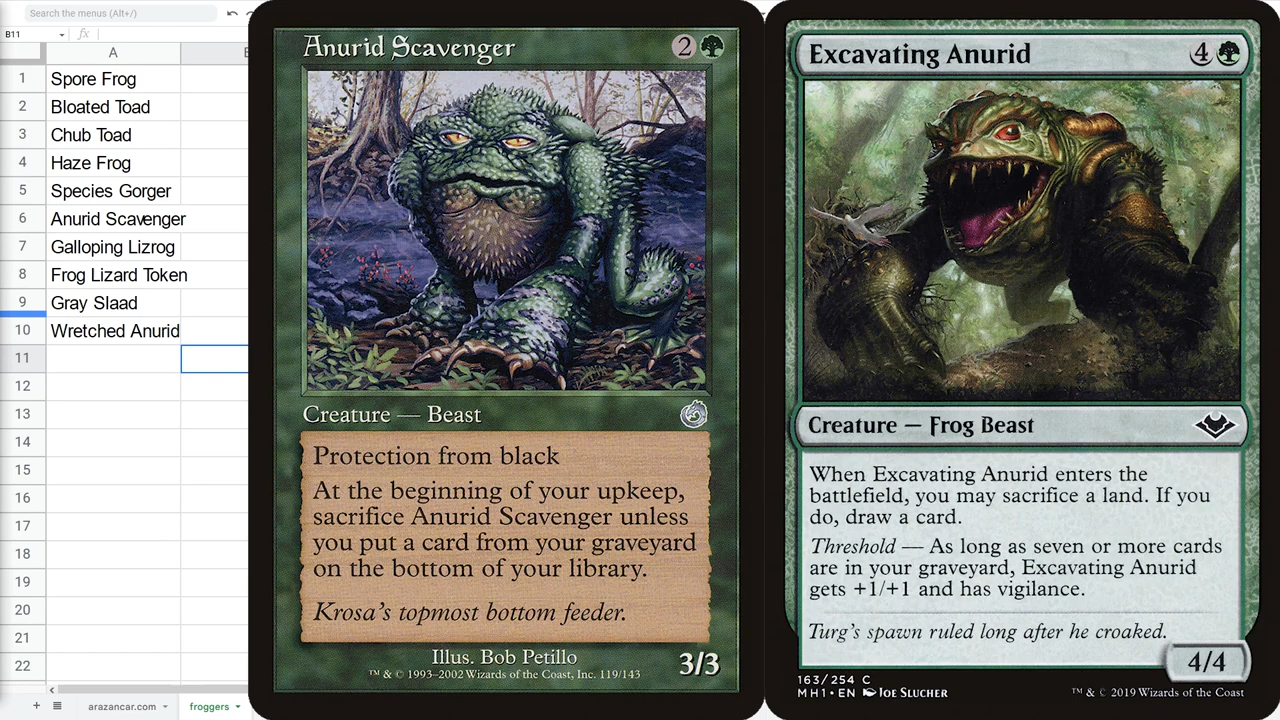 Search the menus (Alt+/)
B11
fx
A
1 Spore Frog
2 Bloated Toad
3 Chub Toad
4 Haze Frog
5 Species Gorger
6 Anurid Scavenger
7 Galloping Lizrog
8 Frog Lizard Token
9 Gray Slaad
10 Wretched Anurid
11
12
13
14
15
16
17
18
19
20
21
22
arazancar.com
froggers
Anurid Scavenger 2
Creature — Beast
Protection from black
At the beginning of your upkeep,
sacrifice Anurid Scavenger unless
you put a card from your graveyard
on the bottom of your library.
Krosa's topmost bottom feeder.
Illus. Bob Petillo
™ & © 1993–2002 Wizards of the Coast, Inc. 119/143
3/3
Excavating Anurid 4
Creature — Frog Beast
When Excavating Anurid enters the
battlefield, you may sacrifice a land. If you
do, draw a card.
Threshold — As long as seven or more cards
are in your graveyard, Excavating Anurid
gets +1/+1 and has vigilance.
Turg's spawn ruled long after he croaked.
4/4
163/254 C
MH1 • EN Joe Slucher
™ & © 2019 Wizards of the Coast